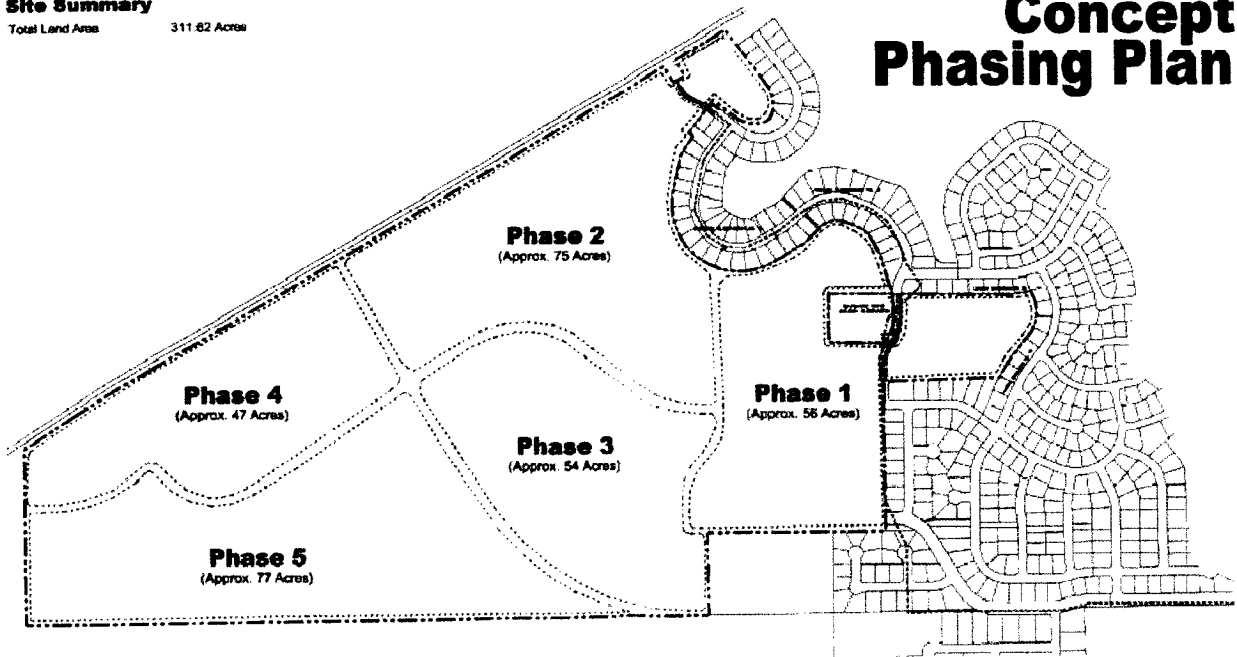 Site Summary
Total Land Area 311.62 Acres
Concept
Phasing Plan
Phase 2
(Approx. 75 Acres)
Phase 4
(Approx. 47 Acres)
Phase 1
(Approx. 56 Acres)
Phase 3
(Approx. 54 Acres)
Phase 5
(Approx. 77 Acres)